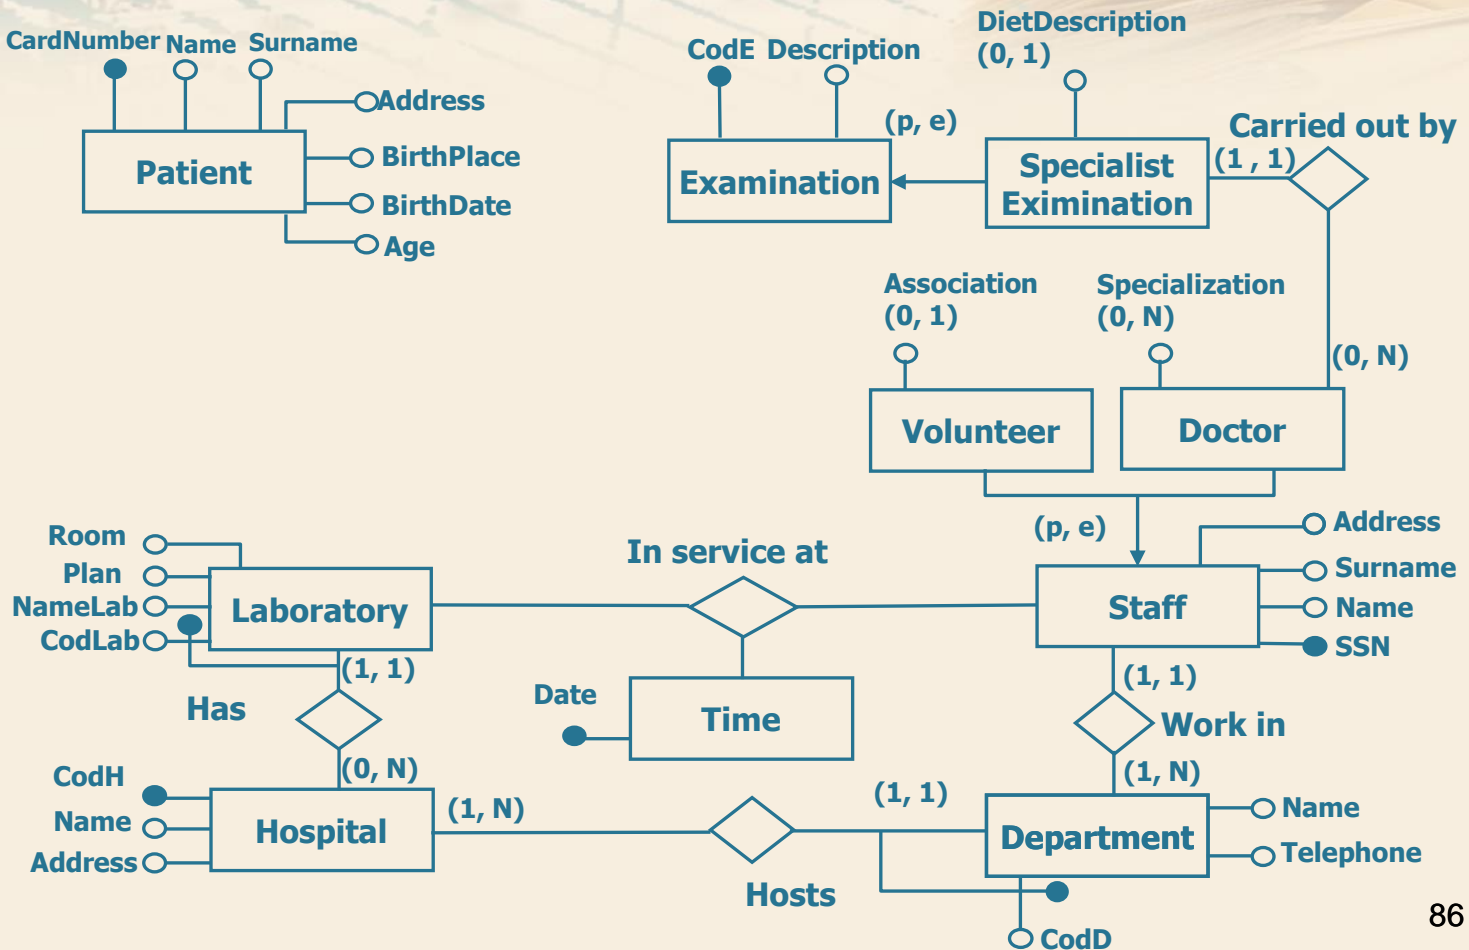 DietDescription
(0, 1)
CardNumber Name Surname
CodE Description
Address
(p, e)
Carried out by
Patient
BirthPlace
BirthDate
Age
Examination
Specialist
Eximination
(1 , 1)
Association
(0, 1)
Specialization
(0, N)
(0, N)
Volunteer
Doctor
Room
Plan
NameLab
CodLab
Laboratory
In service at
(p, e)
Staff
Address
Surname
Name
SSN
(1, 1)
Has
(0, N)
Date
Time
(1, 1)
Work in
(1, N)
CodH
Name
Address
Hospital
(1, N)
Hosts
(1, 1)
Department
Name
Telephone
CodD
86